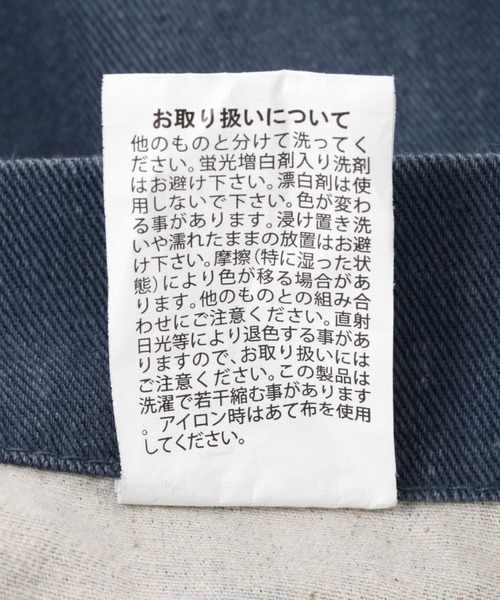 お取り扱いについて
他のものと分けて洗ってく
ださい。蛍光増白剤入り洗剤
はお避け下さい。漂白剤は使
用しないで下さい。色が変わ
る事があります。浸け置き洗
いや濡れたままの放置はお避
け下さい。摩擦(特に湿った状
態)により色が移る場合があ
ります。他のものとの組み合
わせにご注意ください。直射
日光等により退色する事があ
りますので、お取り扱いには
ご注意ください。この製品は
洗濯で若干縮む事があります
。アイロン時はあて布を使用
してください。